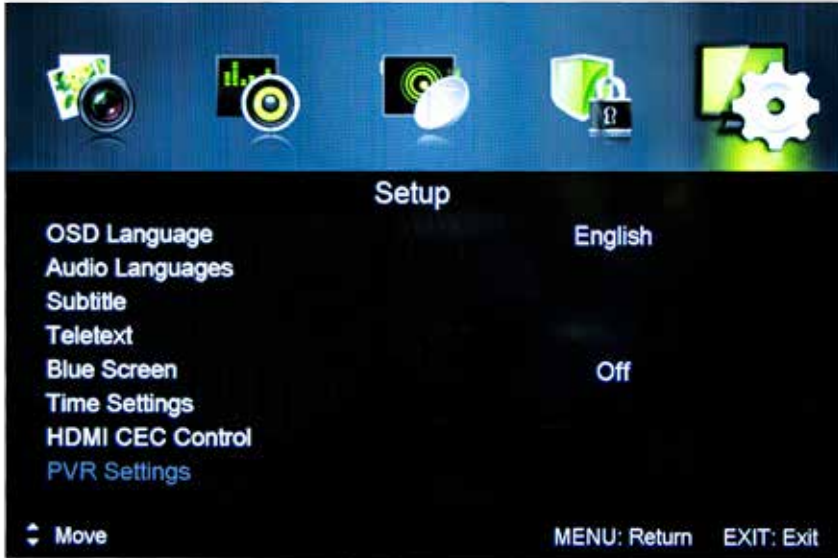 Setup
OSD Language English
Audio Languages
Subtitle
Teletext
Blue Screen Off
Time Settings
HDMI CEC Control
PVR Settings
Move MENU: Return EXIT: Exit